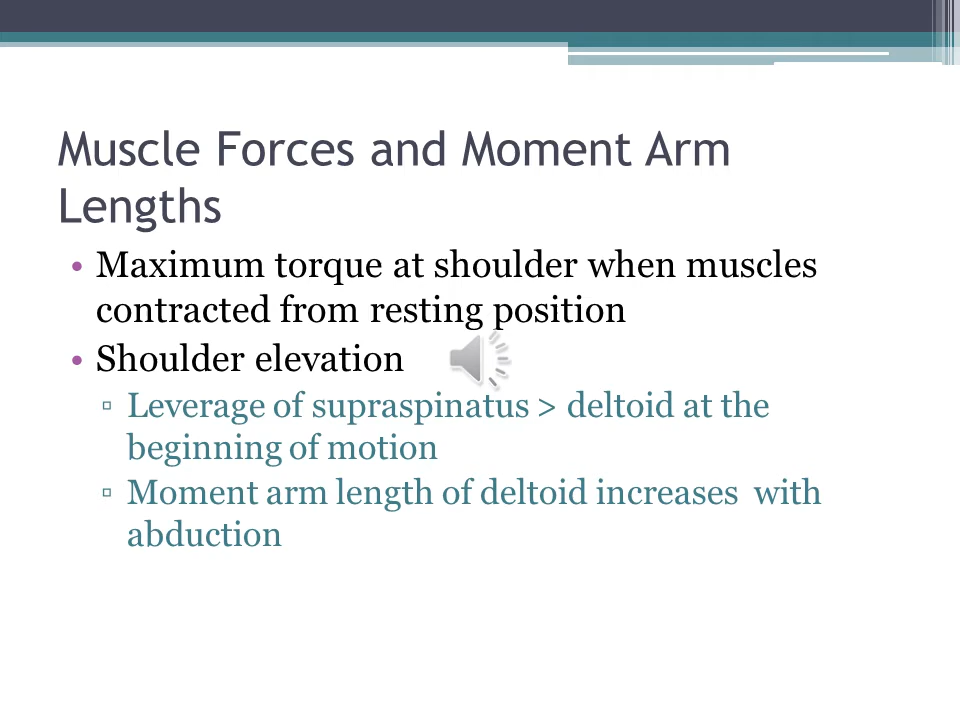 Muscle Forces and Moment Arm
Lengths
• Maximum torque at shoulder when muscles
contracted from resting position
• Shoulder elevation
▫ Leverage of supraspinatus > deltoid at the
beginning of motion
▫ Moment arm length of deltoid increases  with
abduction